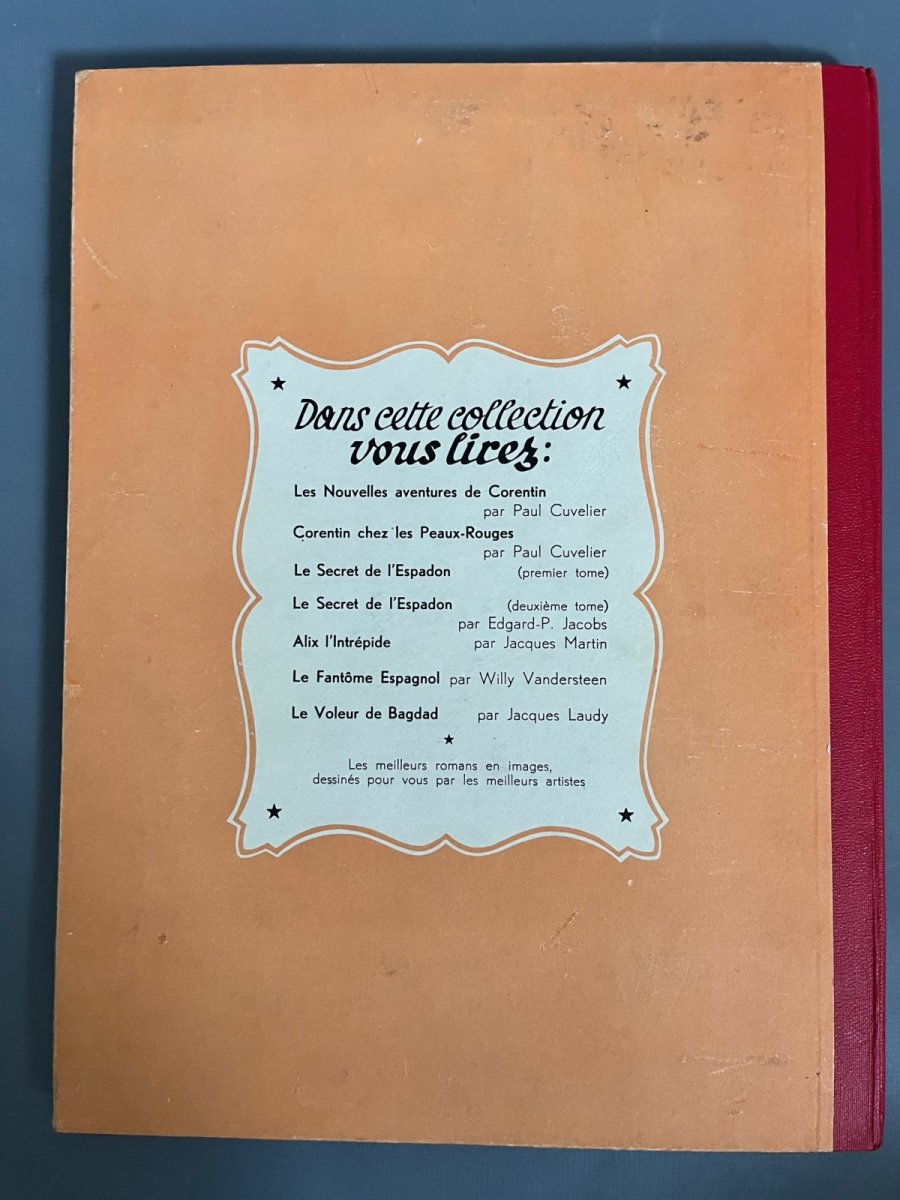 Dans cette collection
vous lirez:
Les Nouvelles aventures de Corentin
par Paul Cuvelier
Corentin chez les Peaux-Rouges
par Paul Cuvelier
Le Secret de l'Espadon (premier tome)
Le Secret de l'Espadon (deuxième tome)
par Edgard-P. Jacobs
Alix l'Intrépide par Jacques Martin
Le Fantôme Espagnol par Willy Vandersteen
Le Voleur de Bagdad par Jacques Laudy
Les meilleurs romans en images,
dessinés pour vous par les meilleurs artistes